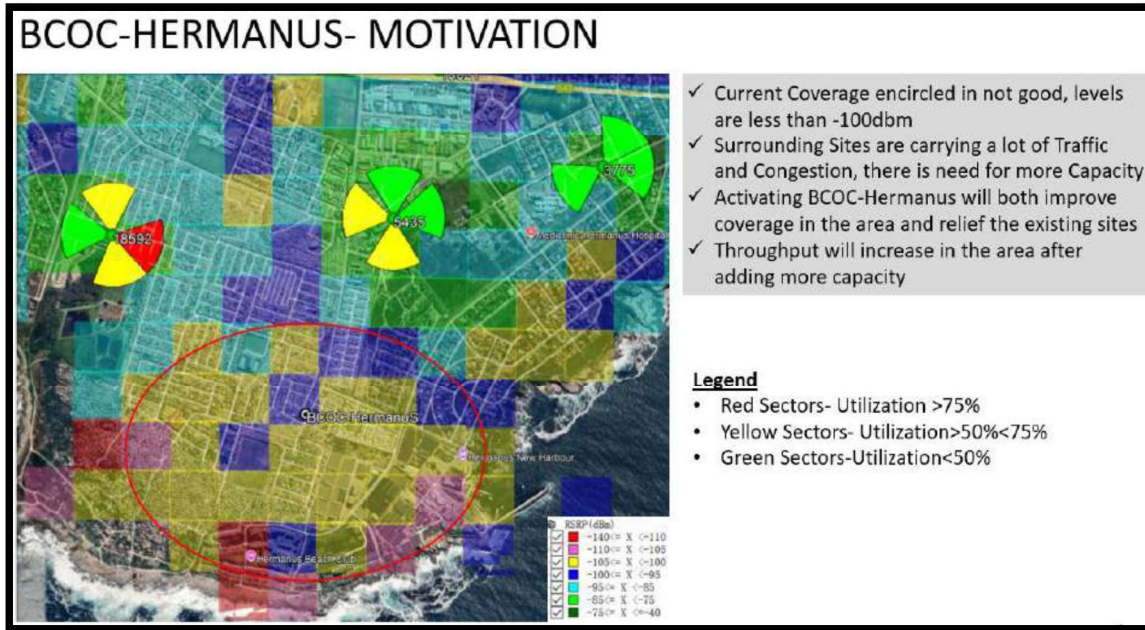 BCOC-HERMANUS- MOTIVATION
✓ Current Coverage encircled in not good, levels
are less than -100dbm
✓ Surrounding Sites are carrying a lot of Traffic
and Congestion, there is need for more Capacity
✓ Activating BCOC-Hermanus will both improve
coverage in the area and relief the existing sites
✓ Throughput will increase in the area after
adding more capacity
18592
5435
3775
Mediclinic Hermanus Hospital
BCOC-HermanuS
Hermanus New Harbour
Hermanus Beach Club
Legend
• Red Sectors- Utilization >75%
• Yellow Sectors- Utilization>50%<75%
• Green Sectors-Utilization<50%
RSRP(dBm)
-140<= X <-110
-110<= X <-105
-105<= X <-100
-100<= X <-95
-95<= X <-85
-85<= X <-75
-75<= X <=-40